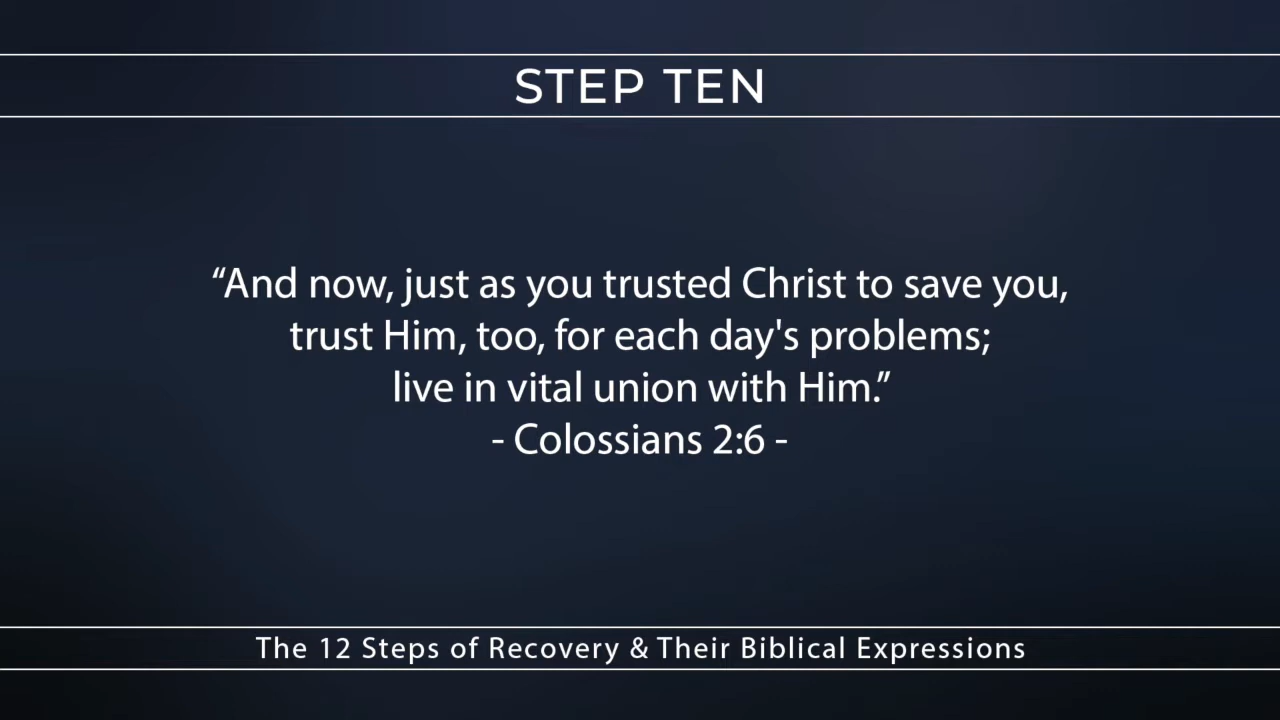 STEP TEN
“And now, just as you trusted Christ to save you,
trust Him, too, for each day's problems;
live in vital union with Him.”
- Colossians 2:6 -
The 12 Steps of Recovery & Their Biblical Expressions